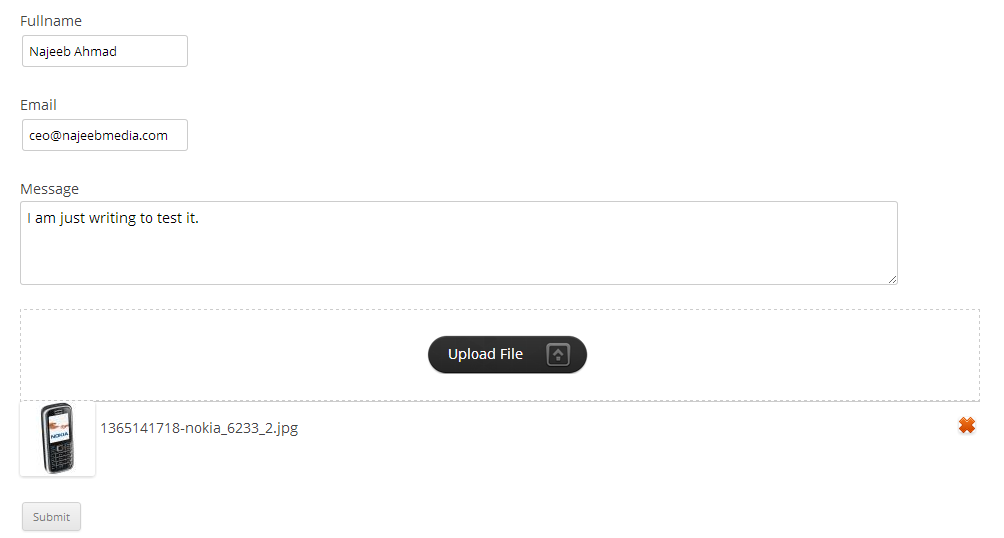 Fullname
Najeeb Ahmad
Email
ceo@najeebmedia.com
Message
I am just writing to test it.
Upload File
NOKIA
1365141718-nokia_6233_2.jpg
Submit